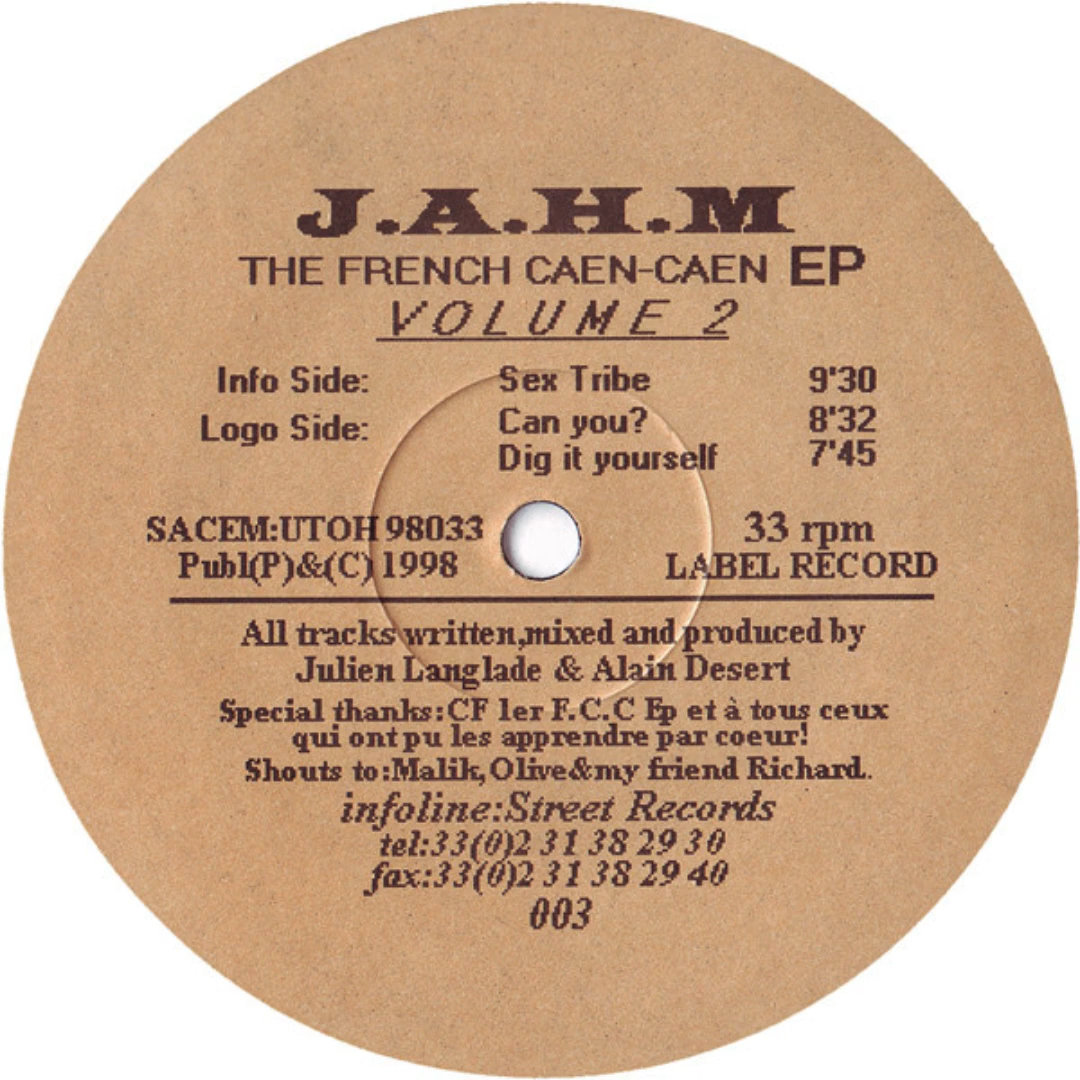 J.A.H.M
THE FRENCH CAEN-CAEN EP
VOLUME 2
Info Side: Sex Tribe 9'30
Logo Side: Can you? 8'32
Dig it yourself 7'45
SACEM:UTOH 98033 33 rpm
Publ(P)&(C) 1998 LABEL RECORD
All tracks written,mixed and produced by
Julien Langlade & Alain Desert
Special thanks:CF 1er F.C.C Ep et à tous ceux
qui ont pu les apprendre par coeur!
Shouts to:Malik,Olive&my friend Richard.
infoline:Street Records
tel:33(0)2 31 38 29 30
fax:33(0)2 31 38 29 40
003